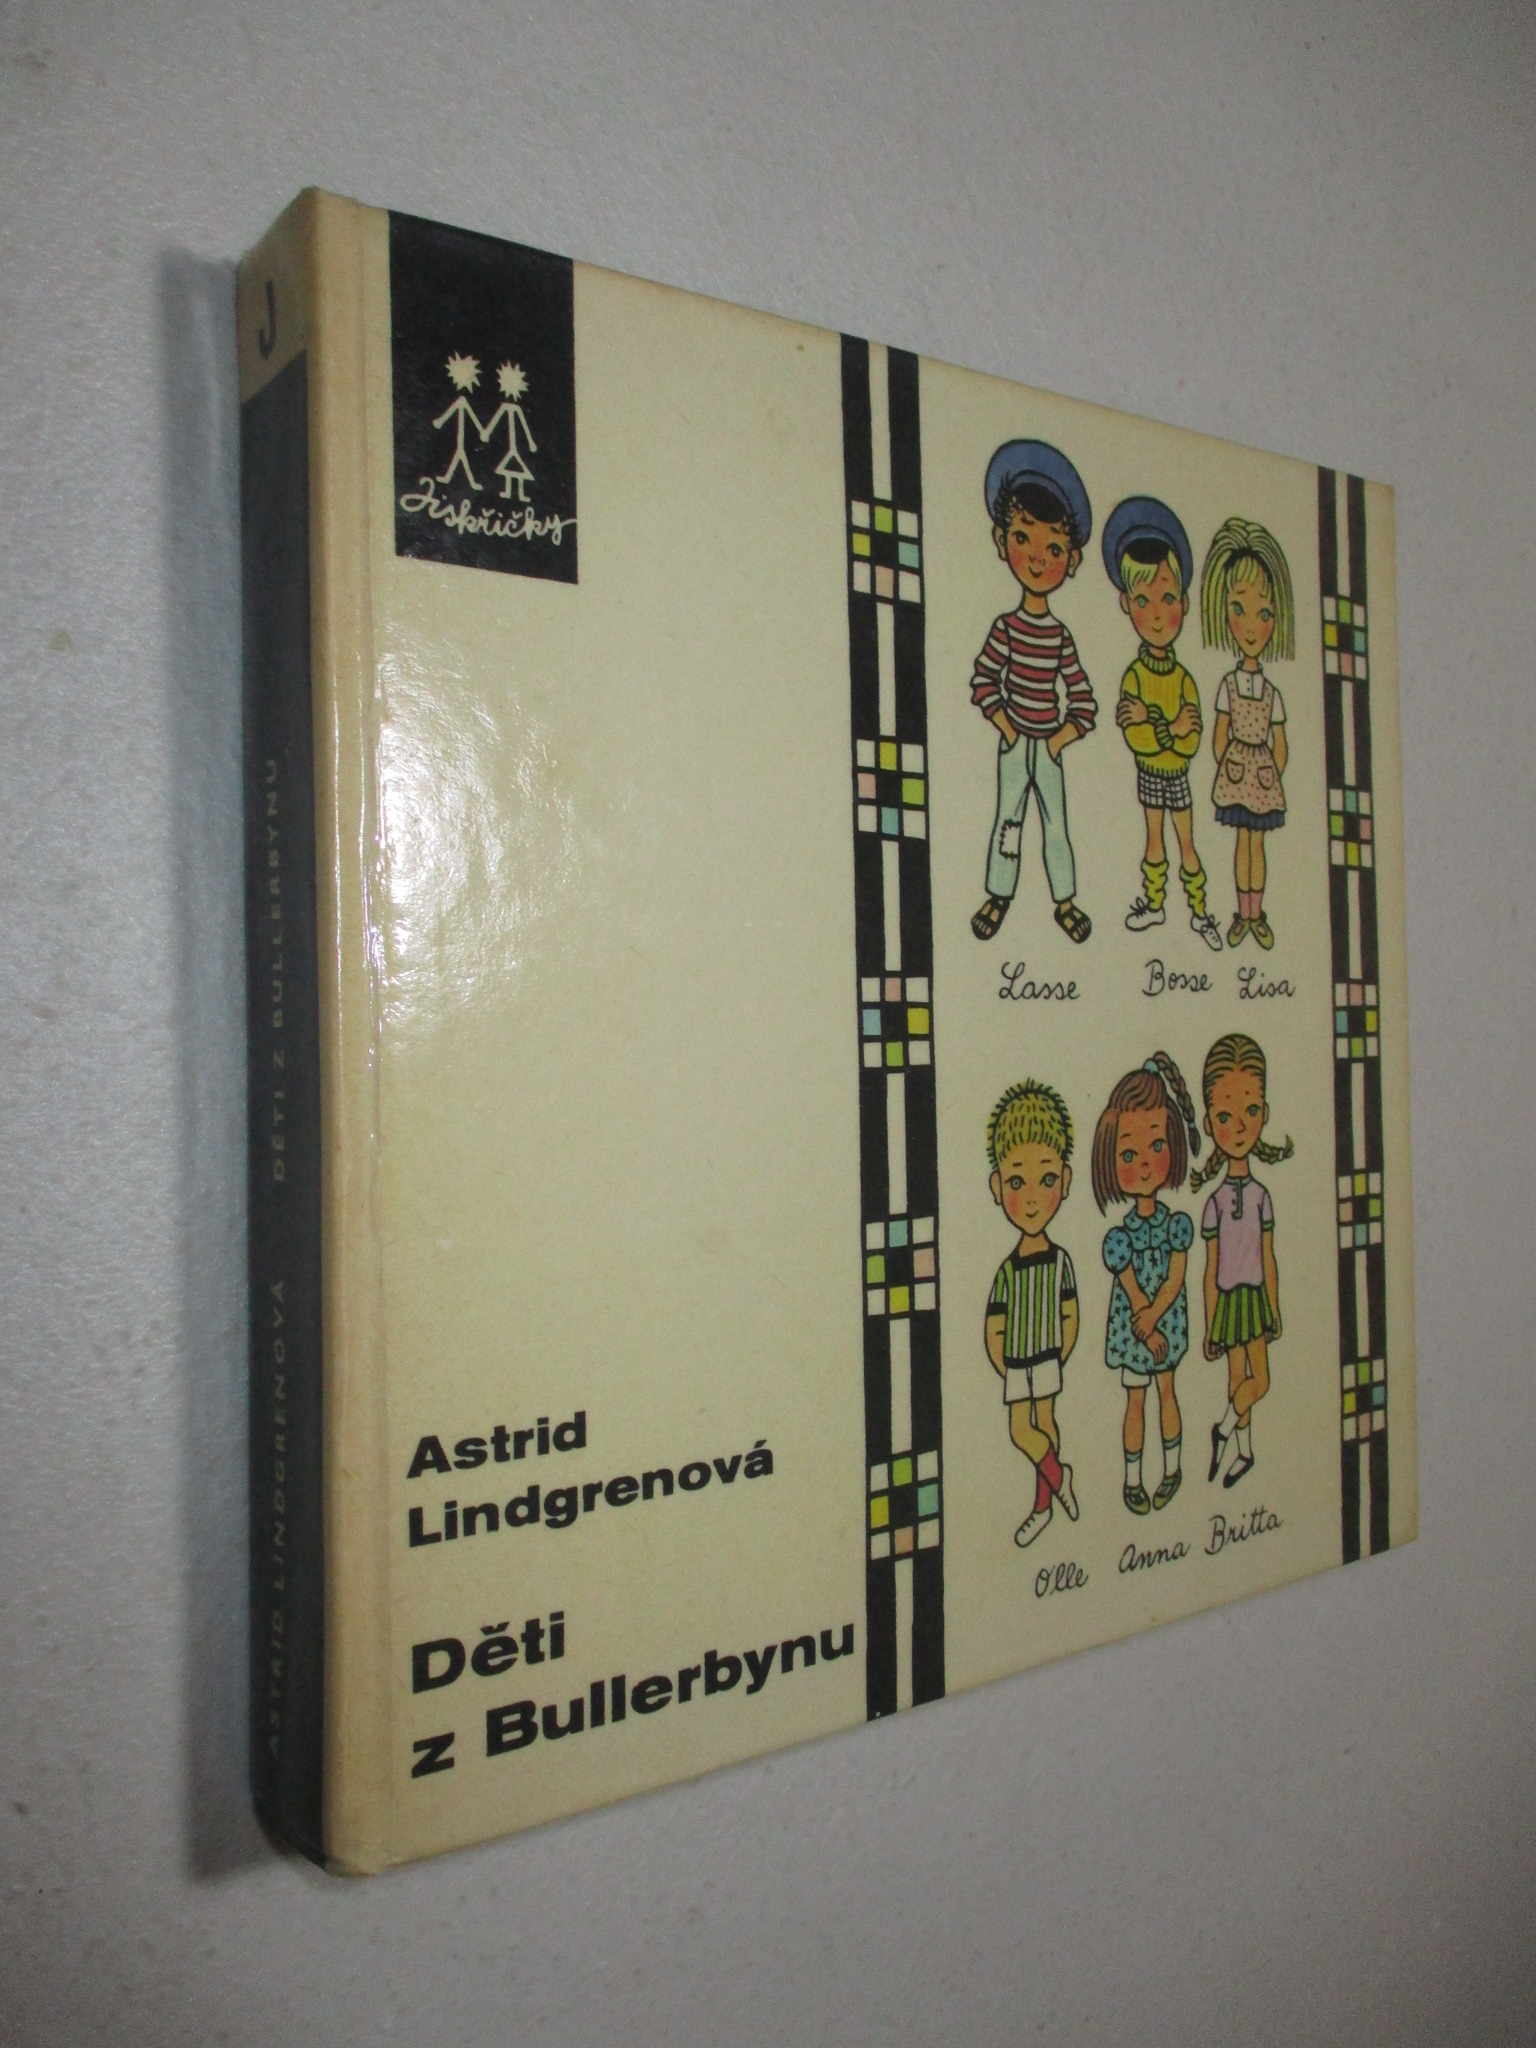 J
ASTRID LINDGRENOVÁ DĚTI Z BULLERBYNU
Jiskřičky
Lasse Bosse Lisa
Olle Anna Britta
Astrid
Lindgrenová
Děti
z Bullerbynu